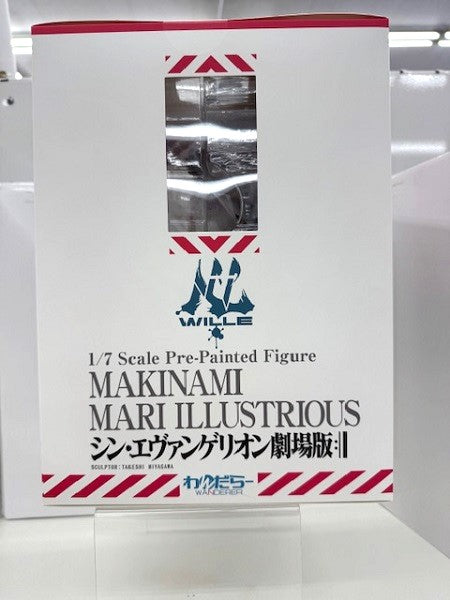 WILLE
1/7 Scale Pre-Painted Figure
MAKINAMI
MARI ILLUSTRIOUS
シン・エヴァンゲリオン劇場版:||
SCULPTOR:TAKESHI MIYAGAWA
わんだらー
WANDERER